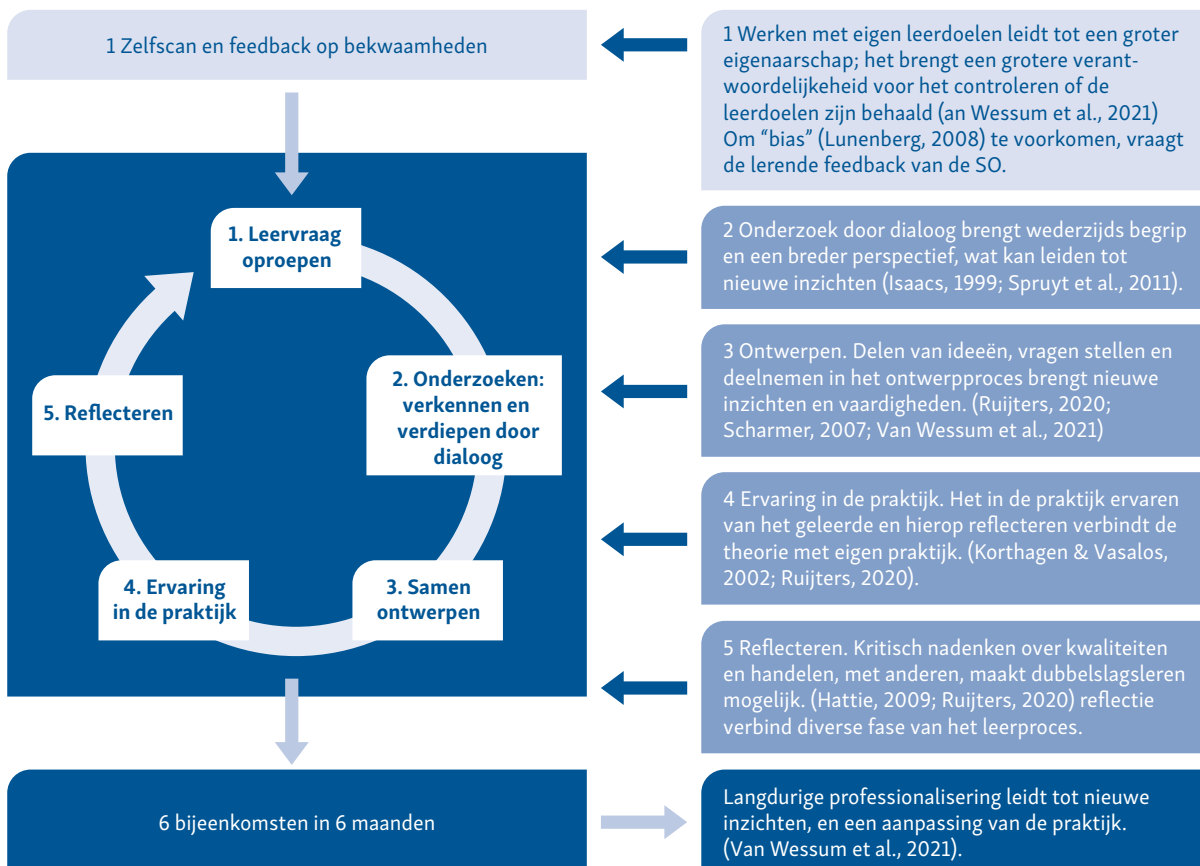 1 Zelfscan en feedback op bekwaamheden
1 Werken met eigen leerdoelen leidt tot een groter
eigenaarschap; het brengt een grotere verant-
woordelijkeheid voor het controleren of de
leerdoelen zijn behaald (an Wessum et al., 2021)
Om “bias” (Lunenberg, 2008) te voorkomen, vraagt
de lerende feedback van de SO.
1. Leervraag
oproepen
2. Onderzoeken:
verkennen en
verdiepen door
dialoog
3. Samen
ontwerpen
4. Ervaring
in de praktijk
5. Reflecteren
2 Onderzoek door dialoog brengt wederzijds begrip
en een breder perspectief, wat kan leiden tot
nieuwe inzichten (Isaacs, 1999; Spruyt et al., 2011).
3 Ontwerpen. Delen van ideeën, vragen stellen en
deelnemen in het ontwerpproces brengt nieuwe
inzichten en vaardigheden. (Ruijters, 2020;
Scharmer, 2007; Van Wessum et al., 2021)
4 Ervaring in de praktijk. Het in de praktijk ervaren
van het geleerde en hierop reflecteren verbindt de
theorie met eigen praktijk. (Korthagen & Vasalos,
2002; Ruijters, 2020).
5 Reflecteren. Kritisch nadenken over kwaliteiten
en handelen, met anderen, maakt dubbelslagsleren
mogelijk. (Hattie, 2009; Ruijters, 2020) reflectie
verbind diverse fase van het leerproces.
6 bijeenkomsten in 6 maanden
Langdurige professionalisering leidt tot nieuwe
inzichten, en een aanpassing van de praktijk.
(Van Wessum et al., 2021).